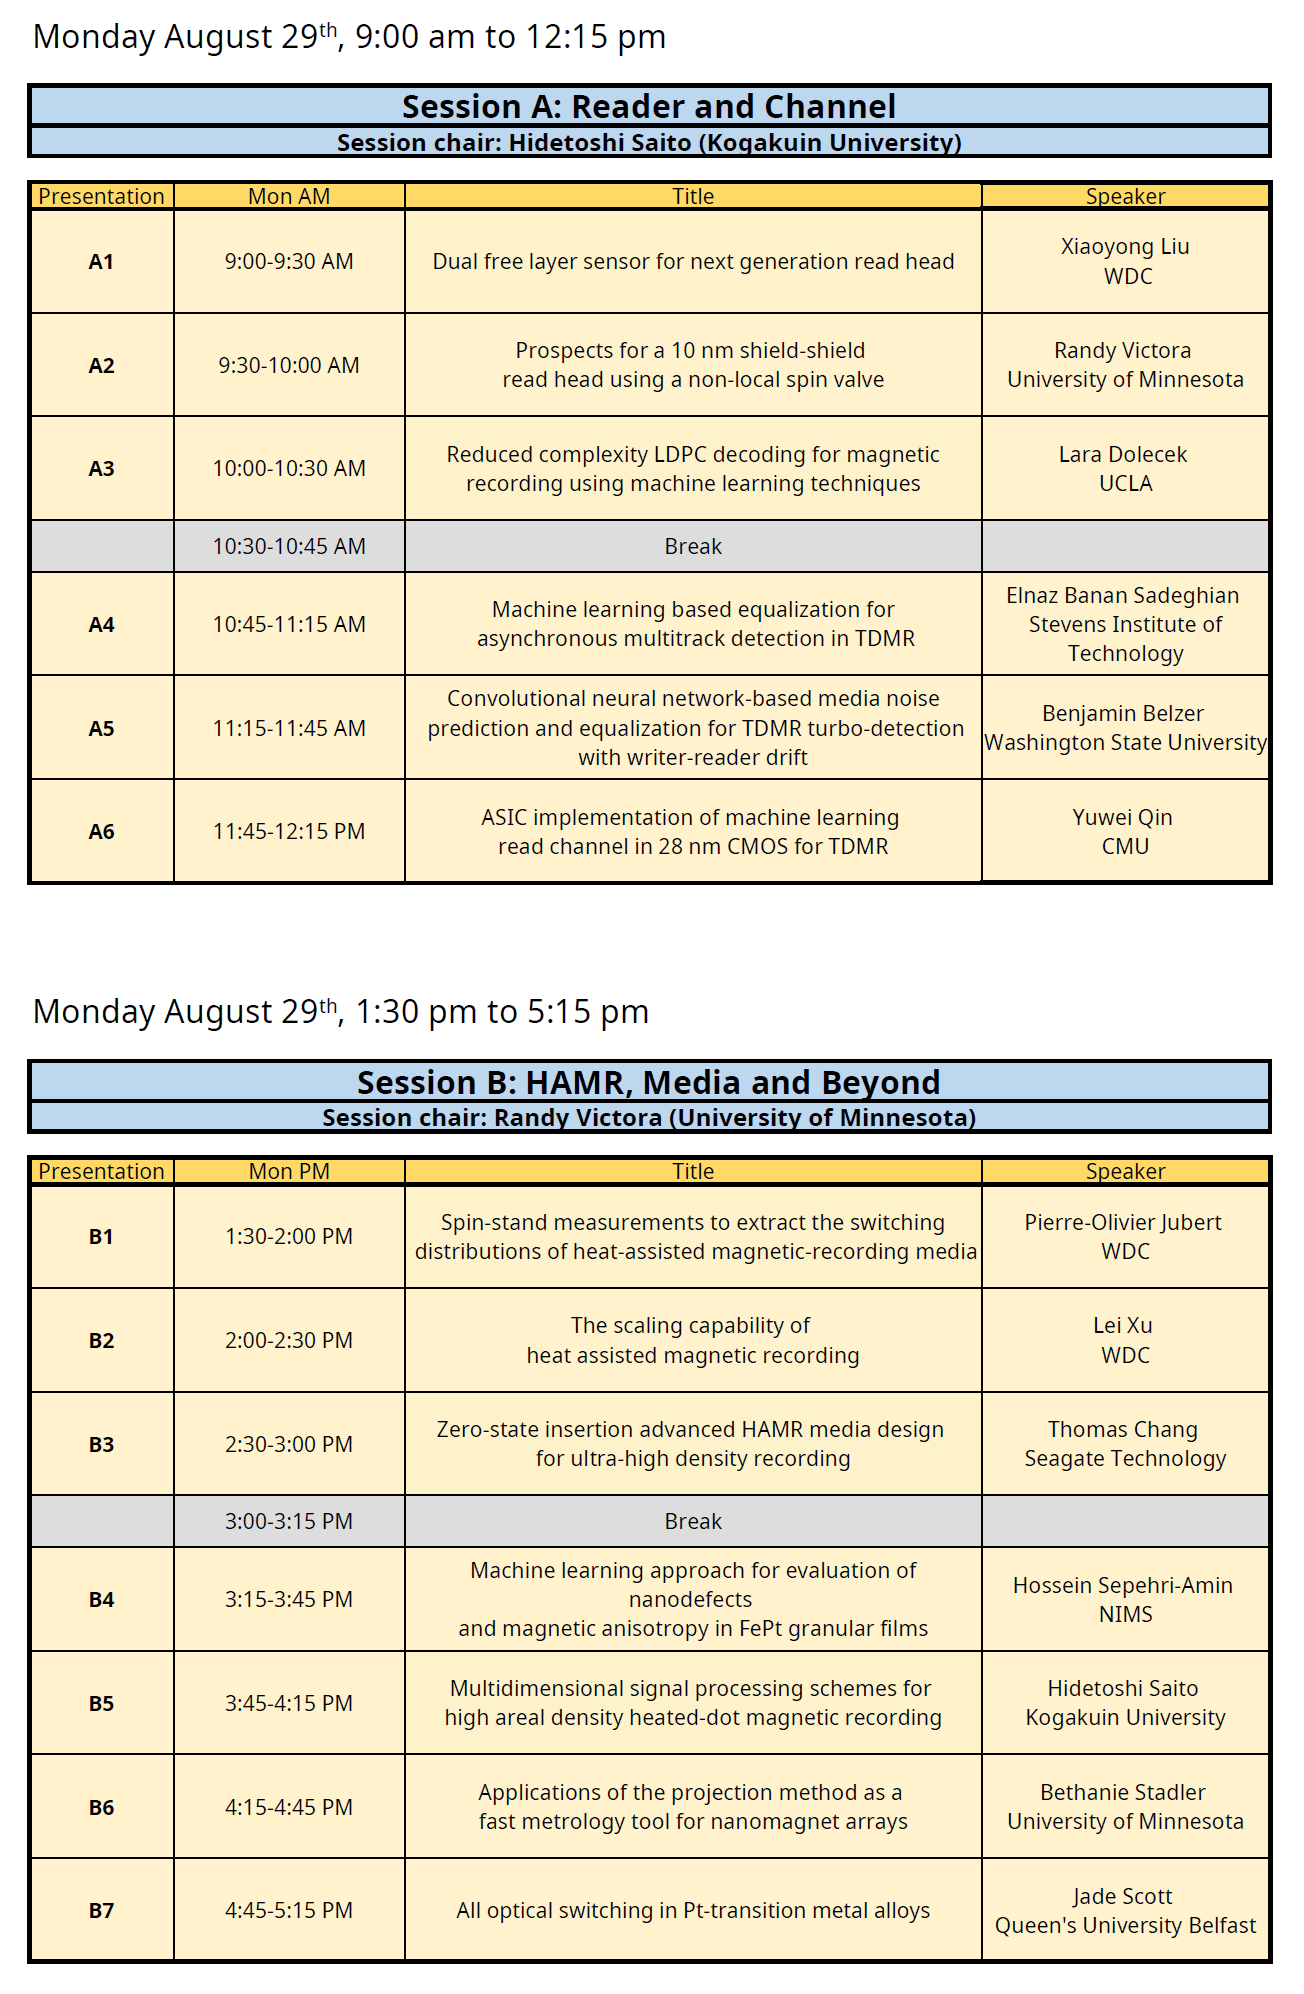 Monday August 29th, 9:00 am to 12:15 pm
Session A: Reader and Channel
Session chair: Hidetoshi Saito (Kogakuin University)
Presentation Mon AM Title Speaker
A1 9:00-9:30 AM Dual free layer sensor for next generation read head
Xiaoyong Liu
WDC
A2 9:30-10:00 AM
Prospects for a 10 nm shield-shield
read head using a non-local spin valve
Randy Victora
University of Minnesota
A3 10:00-10:30 AM
Reduced complexity LDPC decoding for magnetic
recording using machine learning techniques
Lara Dolecek
UCLA
10:30-10:45 AM Break
A4 10:45-11:15 AM
Machine learning based equalization for
asynchronous multitrack detection in TDMR
Elnaz Banan Sadeghian
Stevens Institute of
Technology
A5 11:15-11:45 AM
Convolutional neural network-based media noise
prediction and equalization for TDMR turbo-detection
with writer-reader drift
Benjamin Belzer
Washington State University
A6 11:45-12:15 PM
ASIC implementation of machine learning
read channel in 28 nm CMOS for TDMR
Yuwei Qin
CMU
Monday August 29th, 1:30 pm to 5:15 pm
Session B: HAMR, Media and Beyond
Session chair: Randy Victora (University of Minnesota)
Presentation Mon PM Title Speaker
B1 1:30-2:00 PM
Spin-stand measurements to extract the switching
distributions of heat-assisted magnetic-recording media
Pierre-Olivier Jubert
WDC
B2 2:00-2:30 PM
The scaling capability of
heat assisted magnetic recording
Lei Xu
WDC
B3 2:30-3:00 PM
Zero-state insertion advanced HAMR media design
for ultra-high density recording
Thomas Chang
Seagate Technology
3:00-3:15 PM Break
B4 3:15-3:45 PM
Machine learning approach for evaluation of
nanodefects
and magnetic anisotropy in FePt granular films
Hossein Sepehri-Amin
NIMS
B5 3:45-4:15 PM
Multidimensional signal processing schemes for
high areal density heated-dot magnetic recording
Hidetoshi Saito
Kogakuin University
B6 4:15-4:45 PM
Applications of the projection method as a
fast metrology tool for nanomagnet arrays
Bethanie Stadler
University of Minnesota
B7 4:45-5:15 PM All optical switching in Pt-transition metal alloys
Jade Scott
Queen's University Belfast